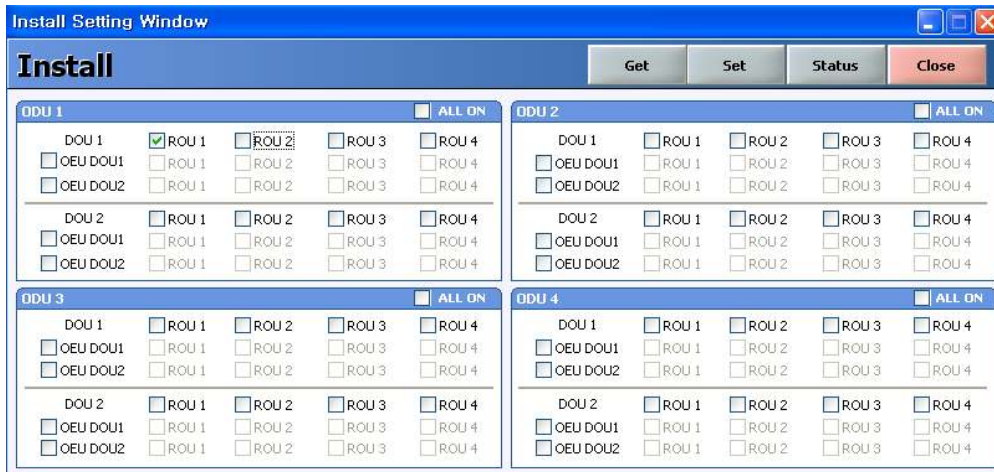 Install Setting Window
Install Get Set Status Close
ODU 1 ALL ON
DOU 1 ROU 1 ROU 2 ROU 3 ROU 4
OEU DOU1 ROU 1 ROU 2 ROU 3 ROU 4
OEU DOU2 ROU 1 ROU 2 ROU 3 ROU 4
DOU 2 ROU 1 ROU 2 ROU 3 ROU 4
OEU DOU1 ROU 1 ROU 2 ROU 3 ROU 4
OEU DOU2 ROU 1 ROU 2 ROU 3 ROU 4
ODU 2 ALL ON
DOU 1 ROU 1 ROU 2 ROU 3 ROU 4
OEU DOU1 ROU 1 ROU 2 ROU 3 ROU 4
OEU DOU2 ROU 1 ROU 2 ROU 3 ROU 4
DOU 2 ROU 1 ROU 2 ROU 3 ROU 4
OEU DOU1 ROU 1 ROU 2 ROU 3 ROU 4
OEU DOU2 ROU 1 ROU 2 ROU 3 ROU 4
ODU 3 ALL ON
DOU 1 ROU 1 ROU 2 ROU 3 ROU 4
OEU DOU1 ROU 1 ROU 2 ROU 3 ROU 4
OEU DOU2 ROU 1 ROU 2 ROU 3 ROU 4
DOU 2 ROU 1 ROU 2 ROU 3 ROU 4
OEU DOU1 ROU 1 ROU 2 ROU 3 ROU 4
OEU DOU2 ROU 1 ROU 2 ROU 3 ROU 4
ODU 4 ALL ON
DOU 1 ROU 1 ROU 2 ROU 3 ROU 4
OEU DOU1 ROU 1 ROU 2 ROU 3 ROU 4
OEU DOU2 ROU 1 ROU 2 ROU 3 ROU 4
DOU 2 ROU 1 ROU 2 ROU 3 ROU 4
OEU DOU1 ROU 1 ROU 2 ROU 3 ROU 4
OEU DOU2 ROU 1 ROU 2 ROU 3 ROU 4